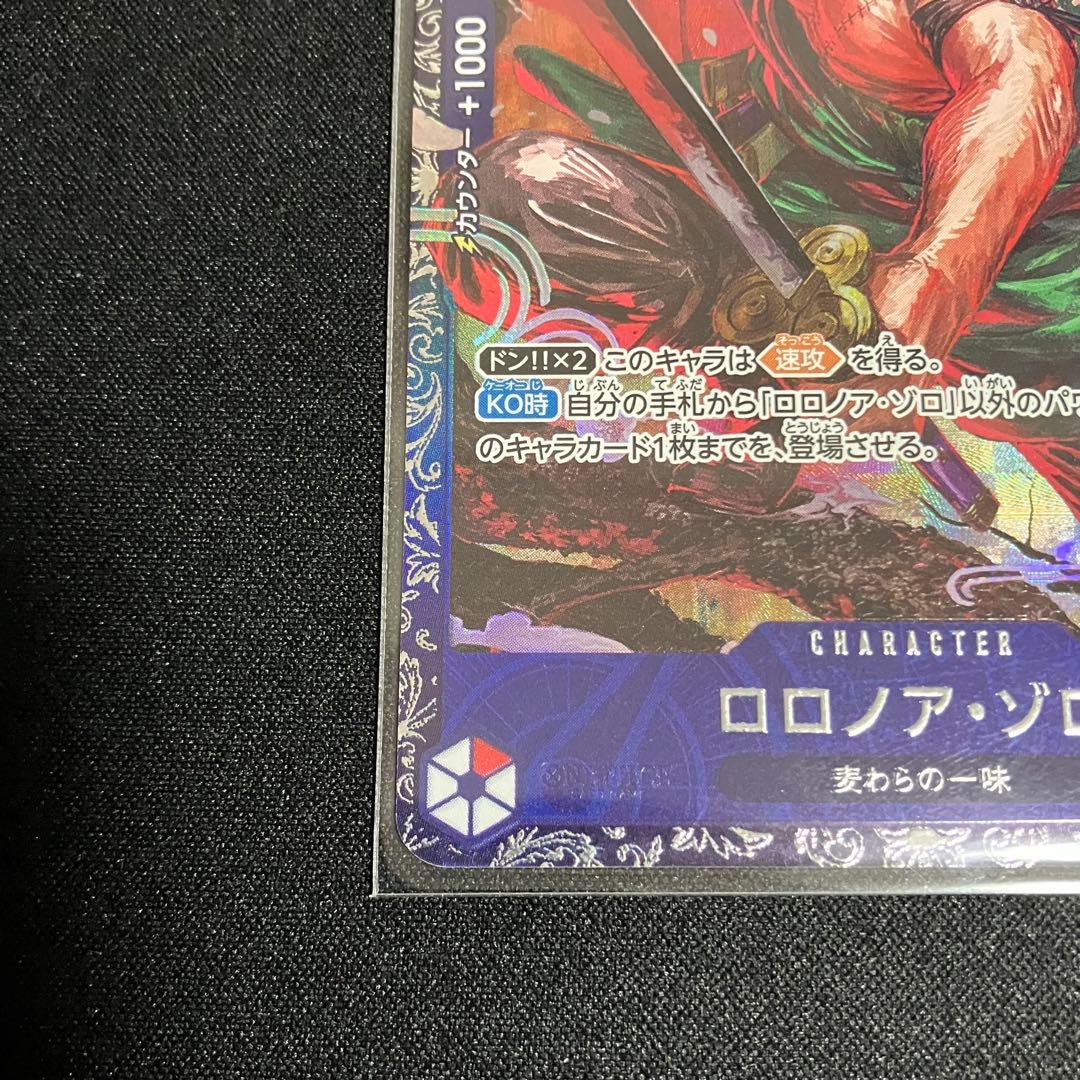 カウンター +1000
ドン!!×2 このキャラは 速攻 を得る。
KO時 自分の手札から「ロロノア・ゾロ」以外のパワ
のキャラカード1枚までを、登場させる。
CHARACTER
ロロノア・ゾロ
麦わらの一味